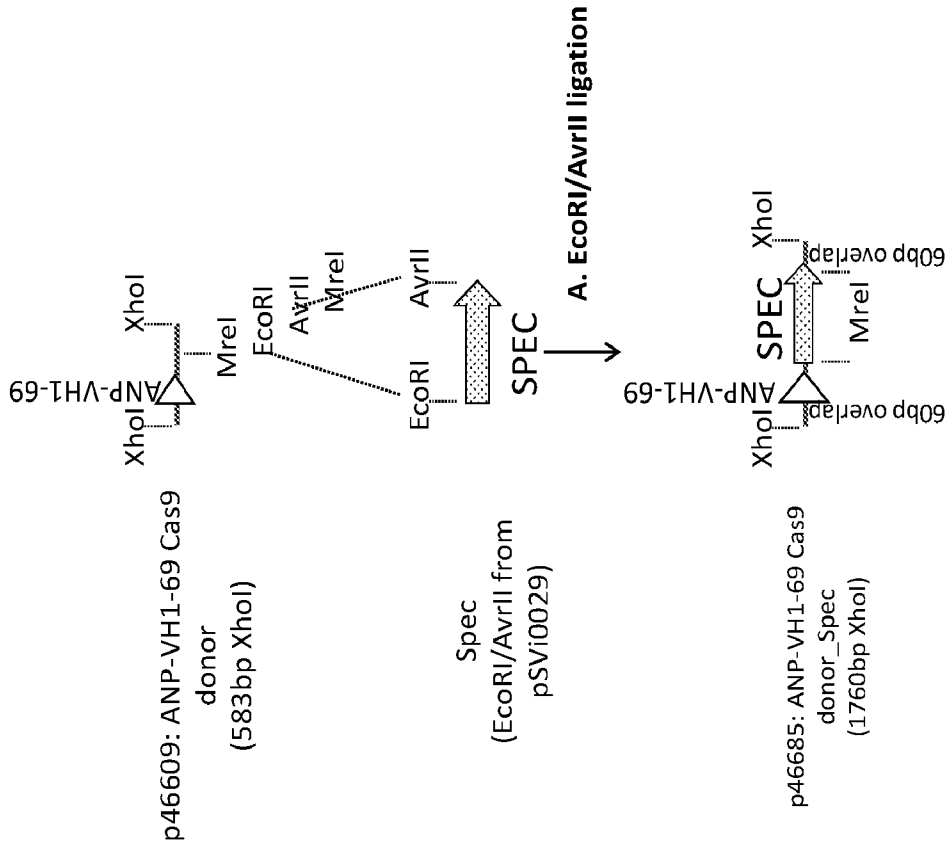 p46609: ANP-VH1-69 Cas9
donor
(583bp XhoI)
ANP-VH1-69
XhoI
XhoI
MreI
EcoRI
AvrII
MreI
Spec
(EcoRI/AvrII from
pSVi0029)
EcoRI
AvrII
SPEC
A. EcoRI/AvrII ligation
p46685: ANP-VH1-69 Cas9
donor_Spec
(1760bp XhoI)
ANP-VH1-69
XhoI
SPEC
XhoI
MreI
60bp overlap
60bp overlap